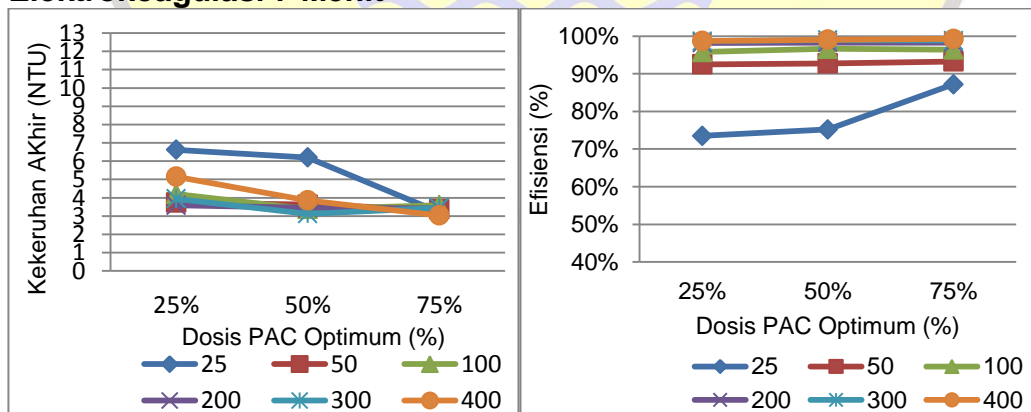 Elektrokoagulasi Menit
Kekeruhan AKhir (NTU)
13
12
11
10
9
8
7
6
5
4
3
2
1
0
25% 50% 75%
Dosis PAC Optimum (%)
25 50 100
200 300 400
Efisiensi (%)
100%
90%
80%
70%
60%
50%
40%
25% 50% 75%
Dosis PAC Optimum (%)
25 50 100
200 300 400